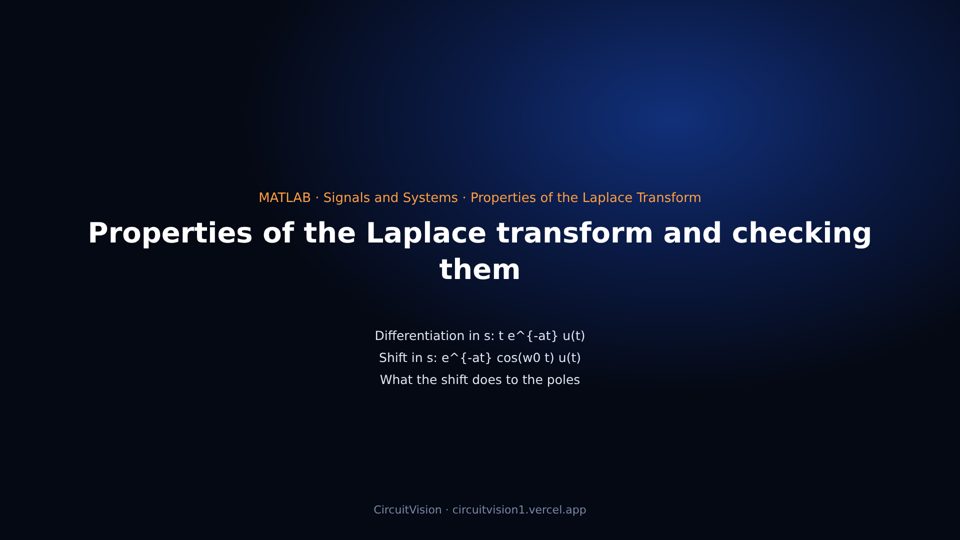 MATLAB · Signals and Systems · Properties of the Laplace Transform
Properties of the Laplace transform and checking
them
Differentiation in s: t e^{-at} u(t)
Shift in s: e^{-at} cos(w0 t) u(t)
What the shift does to the poles
CircuitVision · circuitvision1.vercel.app